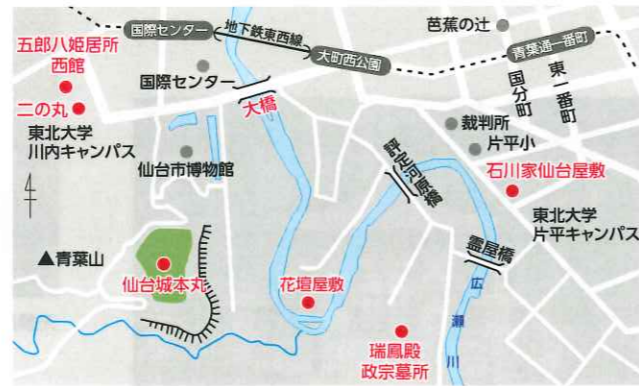 国際センター
地下鉄東西線
大町西公園
芭蕉の辻
青葉通一番町
五郎八姫居所
西館
国際センター
二の丸
大橋
国分町
東一番町
東北大学
川内キャンパス
仙台市博物館
裁判所
片平小
評定河原橋
石川家仙台屋敷
東北大学
片平キャンパス
霊屋橋
▲青葉山
仙台城本丸
花壇屋敷
広瀬川
瑞鳳殿
政宗墓所